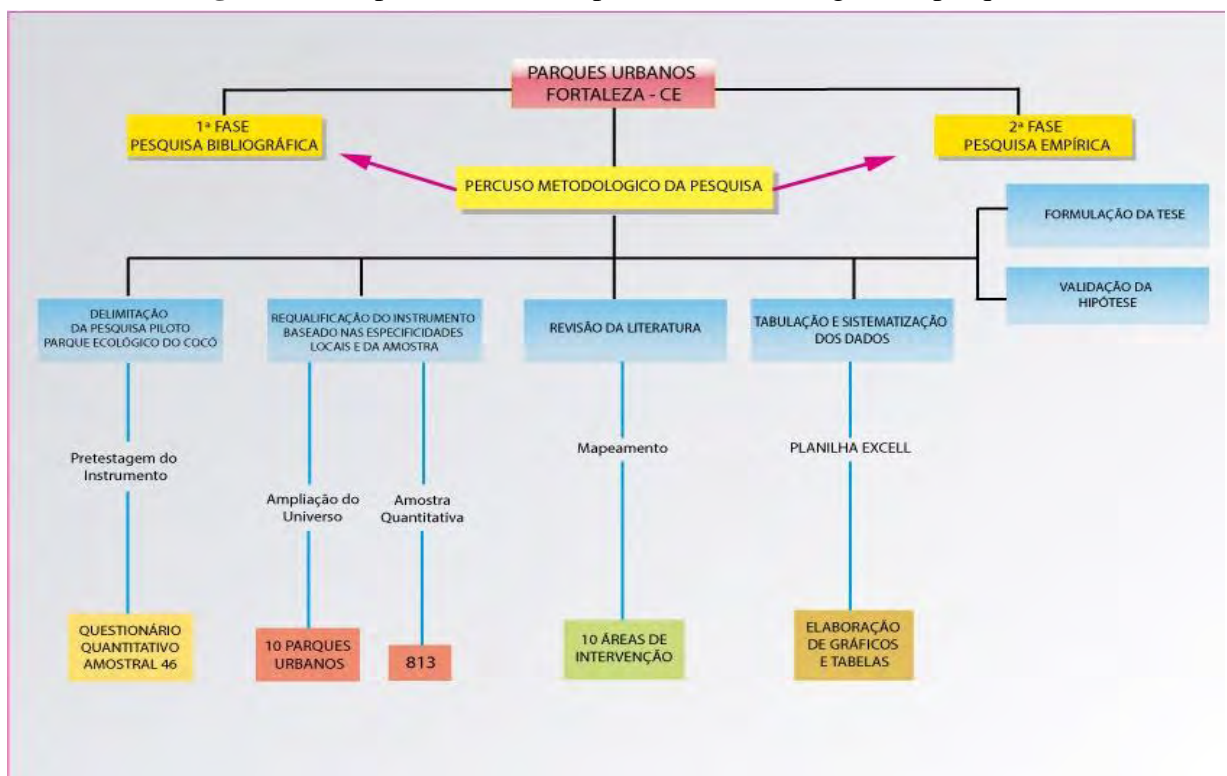 PARQUES URBANOS
FORTALEZA - CE
1ª FASE
PESQUISA BIBLIOGRÁFICA
2ª FASE
PESQUISA EMPÍRICA
PERCUSO METODOLOGICO DA PESQUISA
FORMULAÇÃO DA TESE
VALIDAÇÃO DA
HIPÓTESE
DELIMITAÇÃO
DA PESQUISA PILOTO
PARQUE ECOLÓGICO DO COCÓ
REQUALIFICAÇÃO DO INSTRUMENTO
BASEADO NAS ESPECIFICIDADES
LOCAIS E DA AMOSTRA
REVISÃO DA LITERATURA
TABULAÇÃO E SISTEMATIZAÇÃO
DOS DADOS
Pretestagem do
Instrumento
Ampliação do
Universo
Amostra
Quantitativa
Mapeamento
PLANILHA EXCELL
QUESTIONÁRIO
QUANTITATIVO
AMOSTRAL 46
10 PARQUES
URBANOS
813
10 ÁREAS DE
INTERVENÇÃO
ELABORAÇÃO
DE GRÁFICOS
E TABELAS